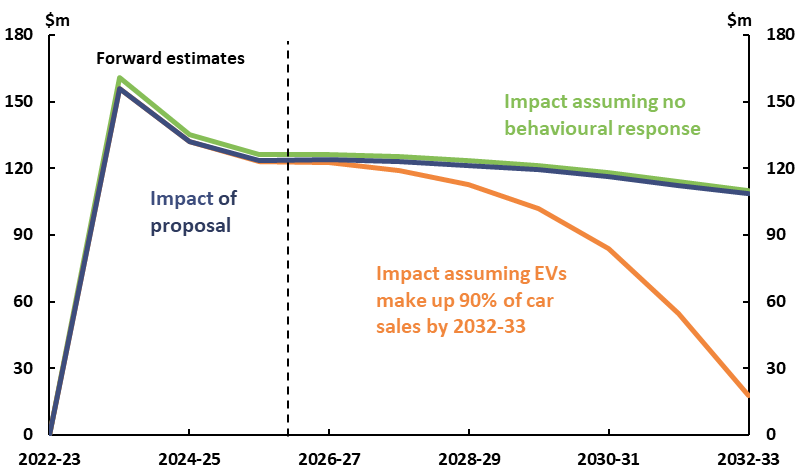 $m
$m
180
180
Forward estimates
150
150
Impact assuming no
behavioural response
120
120
Impact of
proposal
90
90
Impact assuming EVs
make up 90% of car
sales by 2032-33
60
60
30
30
0
0
2022-23
2024-25
2026-27
2028-29
2030-31
2032-33